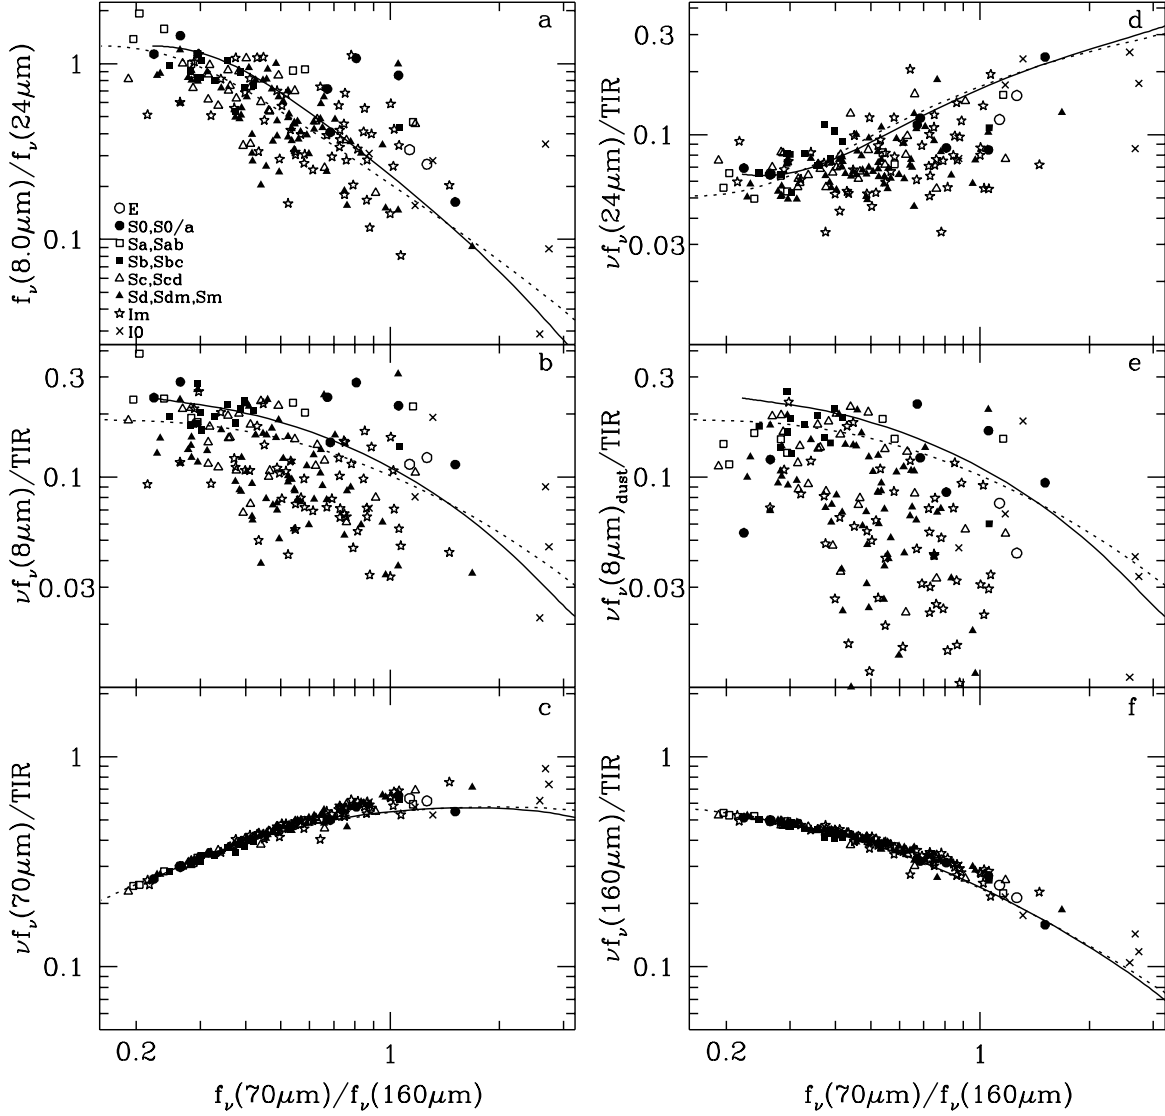 a
1
0.1
f_ν(8.0μm)/f_ν(24μm)
E
S0,S0/a
Sa,Sab
Sb,Sbc
Sc,Scd
Sd,Sdm,Sm
Im
I0
b
0.3
0.1
0.03
νf_ν(8μm)/TIR
c
1
0.1
νf_ν(70μm)/TIR
0.2
1
f_ν(70μm)/f_ν(160μm)
d
0.3
0.1
0.03
νf_ν(24μm)/TIR
e
0.3
0.1
0.03
νf_ν(8μm)_dust/TIR
f
1
0.1
νf_ν(160μm)/TIR
0.2
1
f_ν(70μm)/f_ν(160μm)